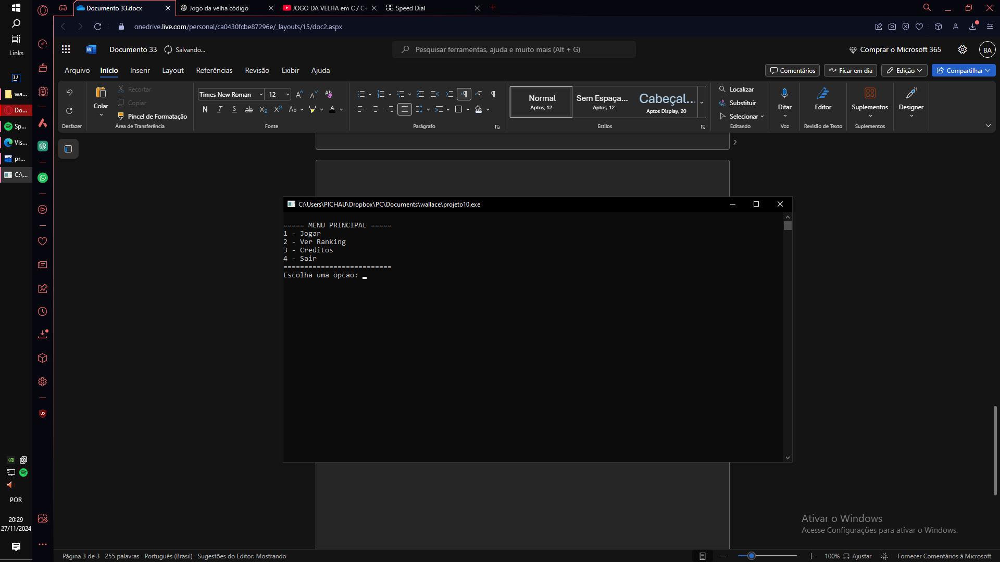 Documento 33.docx
Jogo da velha código
JOGO DA VELHA em C / C+
Speed Dial
onedrive.live.com/personal/ca0430fcbe87296e/_layouts/15/doc2.aspx
Links
Documento 33
Salvando...
Pesquisar ferramentas, ajuda e muito mais (Alt + G)
Comprar o Microsoft 365
BA
Arquivo
Início
Inserir
Layout
Referências
Revisão
Exibir
Ajuda
Comentários
Ficar em dia
Edição
Compartilhar
Colar
Recortar
Copiar
Pincel de Formatação
Times New Roman
12
Normal
Aptos, 12
Sem Espaça...
Aptos, 12
Cabeçal...
Aptos Display, 20
Localizar
Substituir
Selecionar
Ditar
Editor
Suplementos
Designer
Desfazer
Área de Transferência
Fonte
Parágrafo
Estilos
Editando
Voz
Revisão de Texto
Suplementos
wa...
Do...
Sp...
Vis...
pr...
C:\...
2
C:\Users\PICHAU\Dropbox\PC\Documents\wallace\projeto10.exe
===== MENU PRINCIPAL =====
1 - Jogar
2 - Ver Ranking
3 - Creditos
4 - Sair
==========================
Escolha uma opcao:
POR
20:29
27/11/2024
Ativar o Windows
Acesse Configurações para ativar o Windows.
Página 3 de 3
255 palavras
Português (Brasil)
Sugestões do Editor: Mostrando
100%
Ajustar
Fornecer Comentários à Microsoft